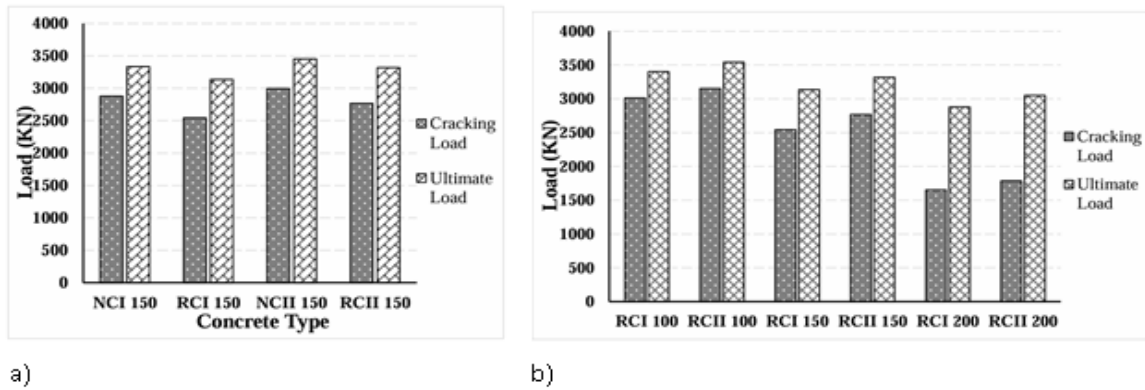 4000
3500
3000
2500
2000
1500
1000
500
0
Load (KN)
NCI 150 RCI 150 NCII 150 RCII 150
Concrete Type
Cracking
Load
Ultimate
Load
a)
4000
3500
3000
2500
2000
1500
1000
500
0
Load (KN)
RCI 100 RCII 100 RCI 150 RCII 150 RCI 200 RCII 200
Cracking
Load
Ultimate
Load
b)